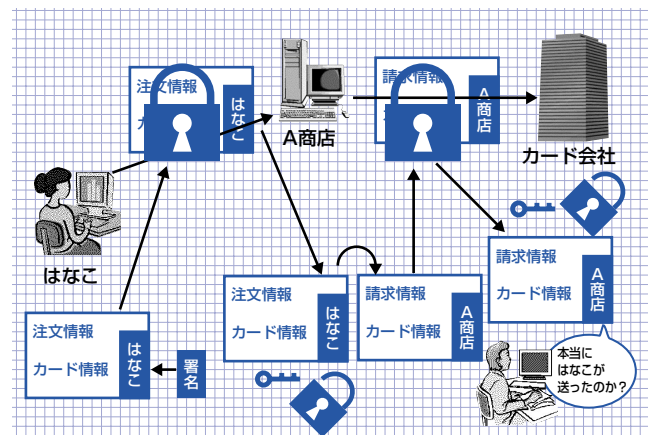 注文情報
カ
はなこ
A商店
請求情報
A商店
カード会社
はなこ
注文情報
カード情報
はなこ
署名
注文情報
カード情報
はなこ
請求情報
カード情報
A商店
請求情報
カード情報
A商店
本当に
はなこが
送ったのか？